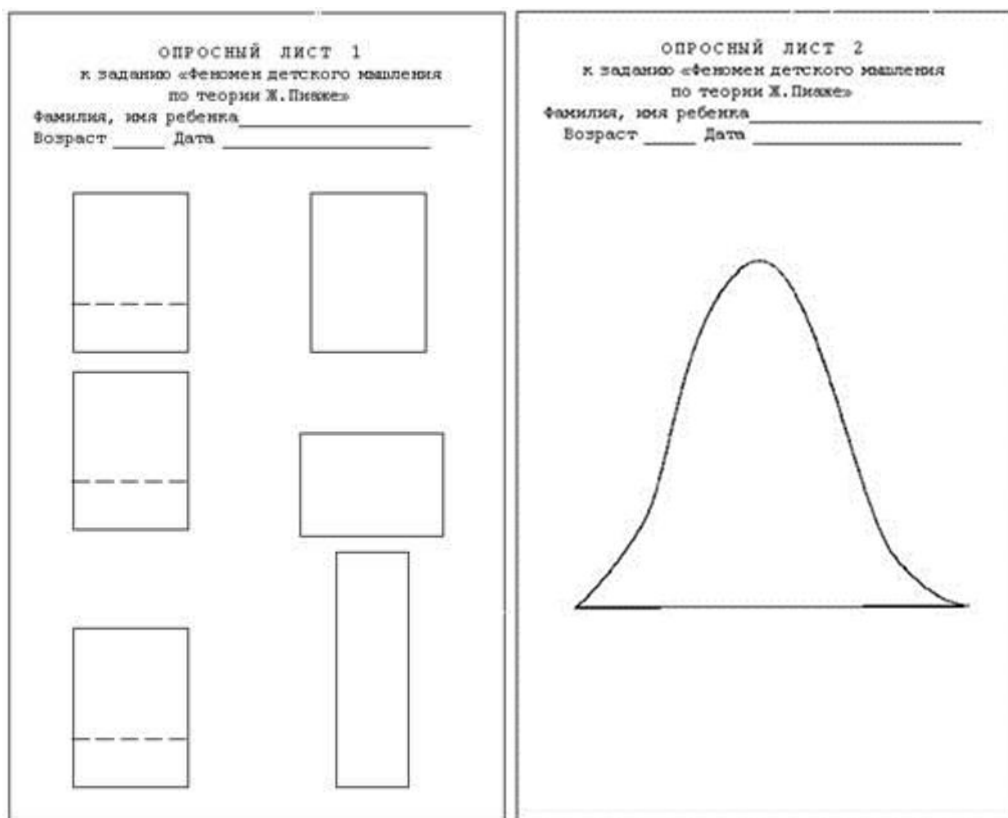 ОПРОСНЫЙ ЛИСТ 1
к заданию «Феномен детского мышления
по теории Ж.Пиаже»
Фамилия, имя ребенка
Возраст Дата
ОПРОСНЫЙ ЛИСТ 2
к заданию «Феномен детского мышления
по теории Ж.Пиаже»
Фамилия, имя ребенка
Возраст Дата